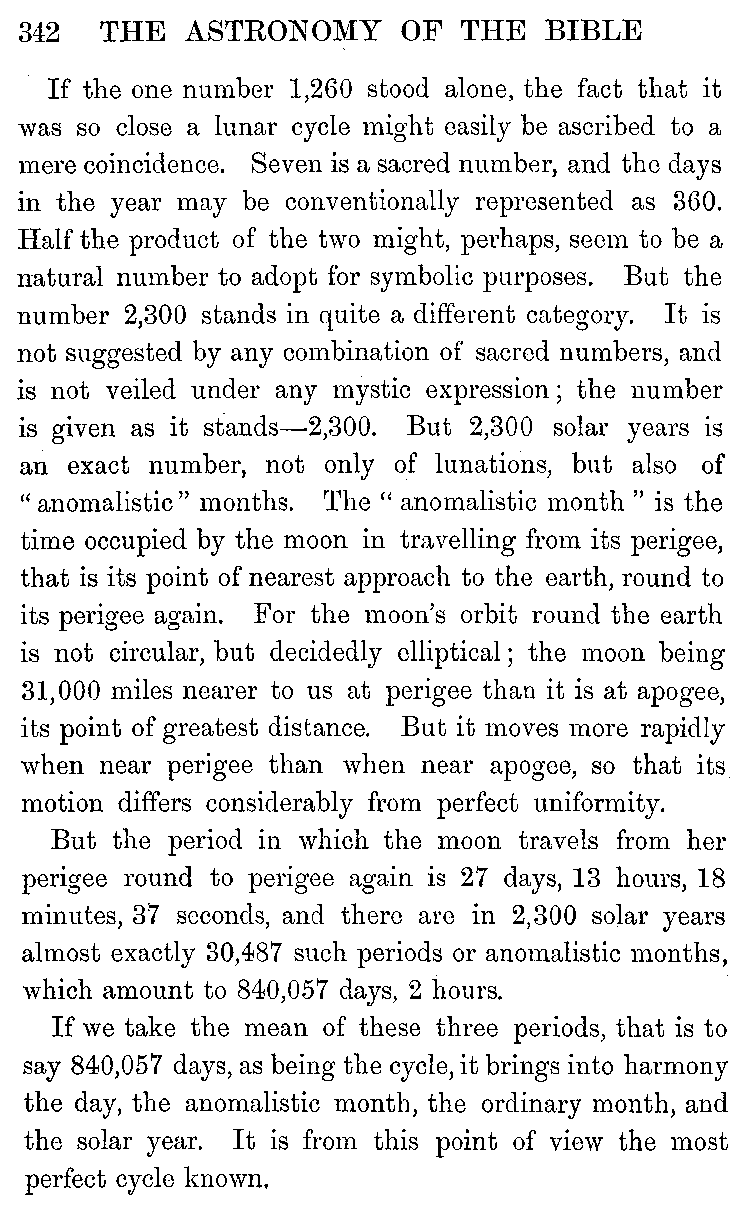 342 THE ASTRONOMY OF THE BIBLE
If the one number 1,260 stood alone, the fact that it
was so close a lunar cycle might easily be ascribed to a
mere coincidence. Seven is a sacred number, and the days
in the year may be conventionally represented as 360.
Half the product of the two might, perhaps, seem to be a
natural number to adopt for symbolic purposes. But the
number 2,300 stands in quite a different category. It is
not suggested by any combination of sacred numbers, and
is not veiled under any mystic expression; the number
is given as it stands—2,300. But 2,300 solar years is
an exact number, not only of lunations, but also of
"anomalistic" months. The "anomalistic month" is the
time occupied by the moon in travelling from its perigee,
that is its point of nearest approach to the earth, round to
its perigee again. For the moon's orbit round the earth
is not circular, but decidedly elliptical; the moon being
31,000 miles nearer to us at perigee than it is at apogee,
its point of greatest distance. But it moves more rapidly
when near perigee than when near apogee, so that its
motion differs considerably from perfect uniformity.
But the period in which the moon travels from her
perigee round to perigee again is 27 days, 13 hours, 18
minutes, 37 seconds, and there are in 2,300 solar years
almost exactly 30,487 such periods or anomalistic months,
which amount to 840,057 days, 2 hours.
If we take the mean of these three periods, that is to
say 840,057 days, as being the cycle, it brings into harmony
the day, the anomalistic month, the ordinary month, and
the solar year. It is from this point of view the most
perfect cycle known.